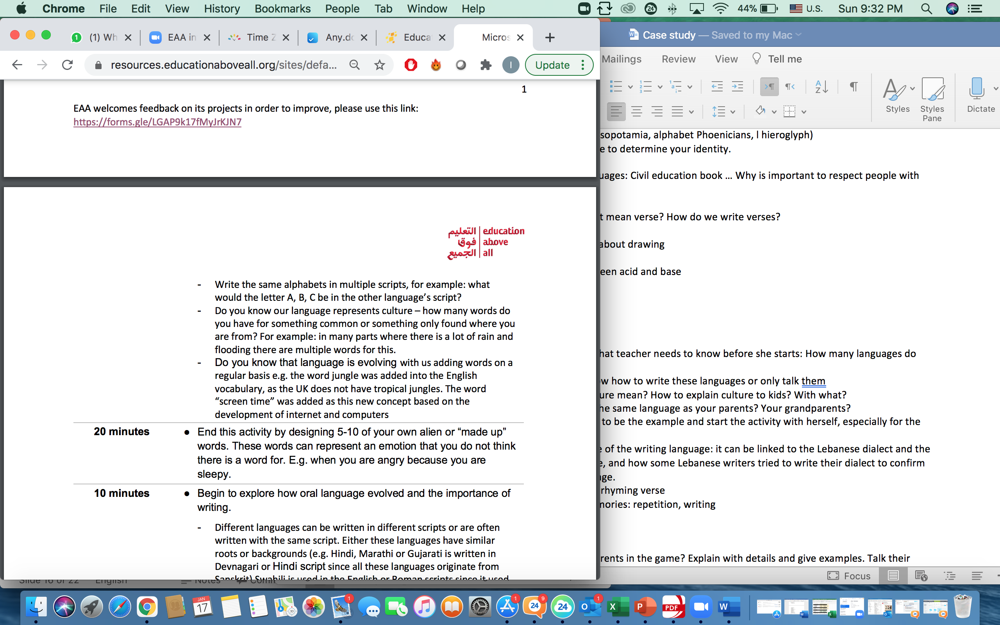 Chrome File Edit View History Bookmarks People Tab Window Help
24 44% U.S. Sun 9:32 PM
1 (1) Wh EAA in Time Z Any.do Educa Micros
resources.educationaboveall.org/sites/defa... I Update
1
EAA welcomes feedback on its projects in order to improve, please use this link:
https://forms.gle/LGAP9k17fMyJrKJN7
التعليم education
فوق above
الجميع all
- Write the same alphabets in multiple scripts, for example: what
would the letter A, B, C be in the other language’s script?
- Do you know our language represents culture – how many words do
you have for something common or something only found where you
are from? For example: in many parts where there is a lot of rain and
flooding there are multiple words for this.
- Do you know that language is evolving with us adding words on a
regular basis e.g. the word jungle was added into the English
vocabulary, as the UK does not have tropical jungles. The word
“screen time” was added as this new concept based on the
development of internet and computers
20 minutes ● End this activity by designing 5-10 of your own alien or “made up”
words. These words can represent an emotion that you do not think
there is a word for. E.g. when you are angry because you are
sleepy.
10 minutes ● Begin to explore how oral language evolved and the importance of
writing.
- Different languages can be written in different scripts or are often
written with the same script. Either these languages have similar
roots or backgrounds (e.g. Hindi, Marathi or Gujarati is written in
Devnagari or Hindi script since all these languages originate from
Sanskrit) Swahili is used in the English or Roman scripts since it used
Slide 16 of 22 English Notes Comm
Case study — Saved to my Mac
Mailings Review View Tell me
Styles Styles Pane Dictate
sopotamia, alphabet Phoenicians, l hieroglyph)
e to determine your identity.
uages: Civil education book ... Why is important to respect people with
t mean verse? How do we write verses?
about drawing
een acid and base
hat teacher needs to know before she starts: How many languages do
ow how to write these languages or only talk them
ure mean? How to explain culture to kids? With what?
he same language as your parents? Your grandparents?
to be the example and start the activity with herself, especially for the
e of the writing language: it can be linked to the Lebanese dialect and the
e, and how some Lebanese writers tried to write their dialect to confirm
age.
rhyming verse
mories: repetition, writing
rents in the game? Explain with details and give examples. Talk their
Focus
JAN
17
3D
1
1
24 9
24
O 1
X
P
PDF
W